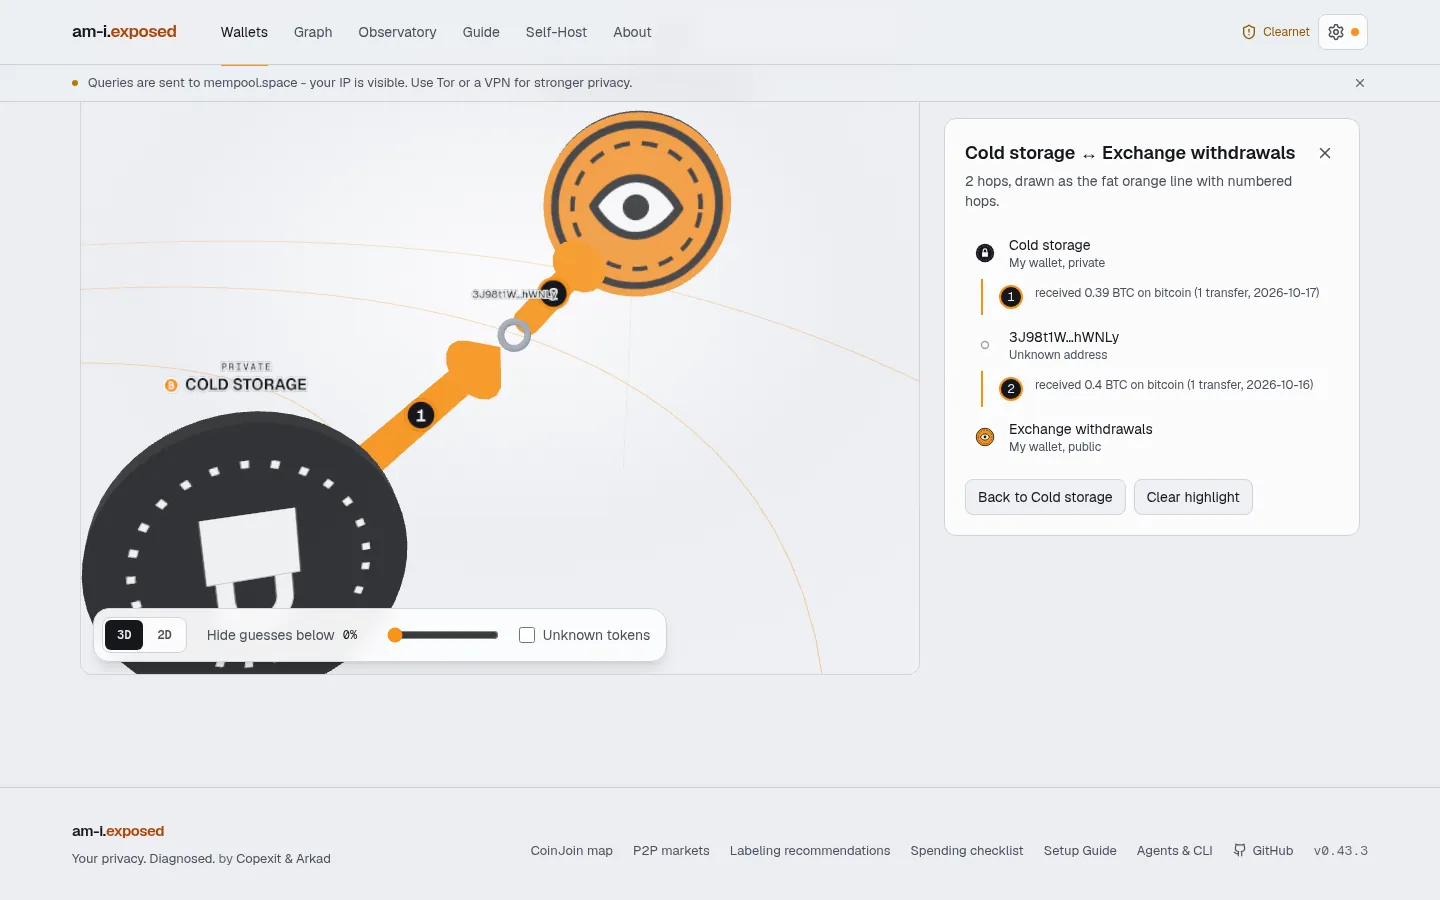 am-i.exposed
Wallets
Graph
Observatory
Guide
Self-Host
About
Clearnet
Queries are sent to mempool.space - your IP is visible. Use Tor or a VPN for stronger privacy.
3J98t1W…hWNLy
2
1
PRIVATE
COLD STORAGE
3D
2D
Hide guesses below 0%
Unknown tokens
Cold storage ↔ Exchange withdrawals
2 hops, drawn as the fat orange line with numbered
hops.
Cold storage
My wallet, private
1
received 0.39 BTC on bitcoin (1 transfer, 2026-10-17)
3J98t1W…hWNLy
Unknown address
2
received 0.4 BTC on bitcoin (1 transfer, 2026-10-16)
Exchange withdrawals
My wallet, public
Back to Cold storage
Clear highlight
am-i.exposed
Your privacy. Diagnosed. by Copexit & Arkad
CoinJoin map
P2P markets
Labeling recommendations
Spending checklist
Setup Guide
Agents & CLI
GitHub
v0.43.3